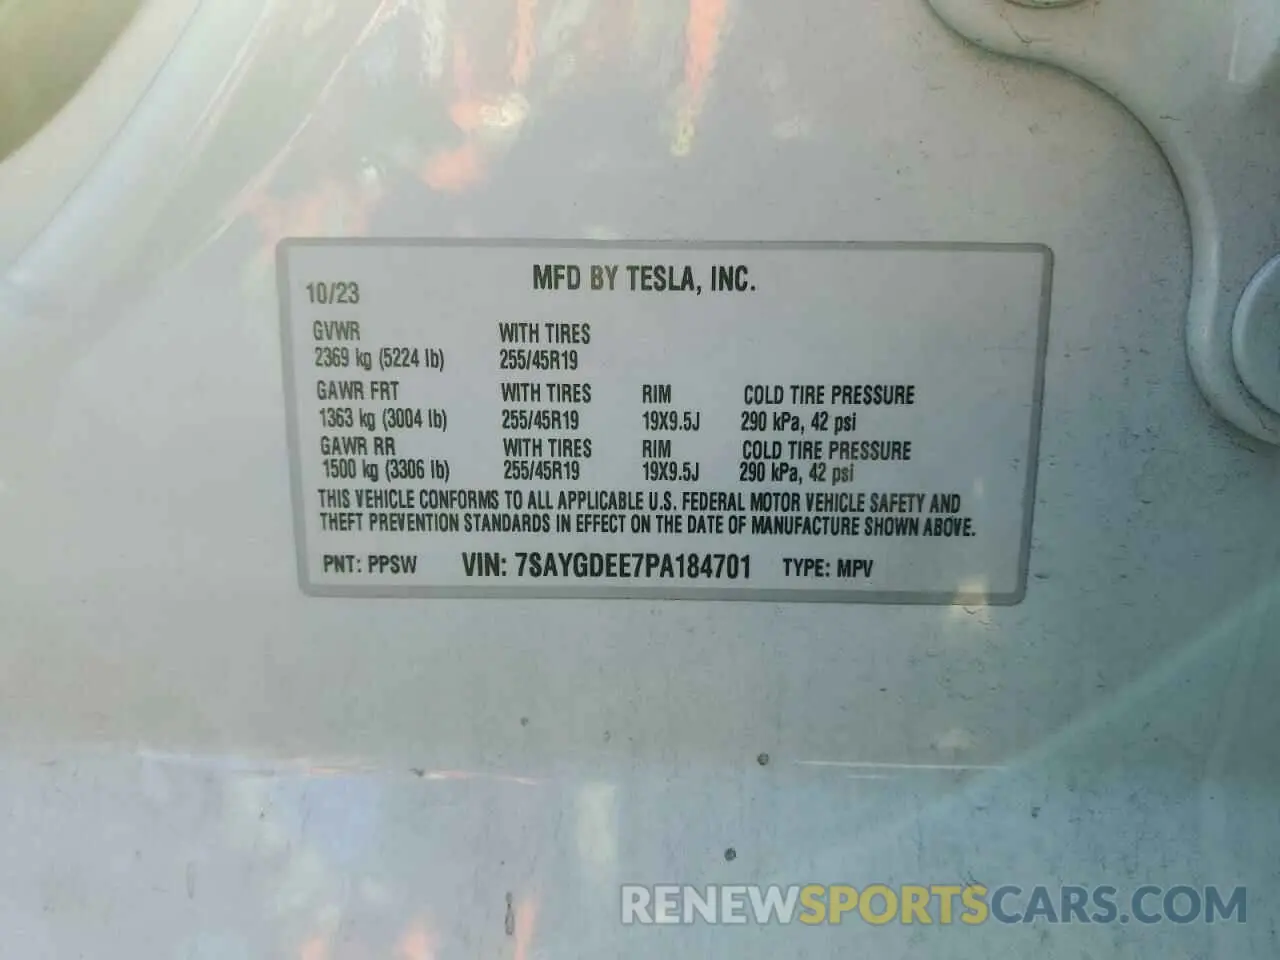 MFD BY TESLA, INC.
10/23
GVWR WITH TIRES
2369 kg (5224 lb) 255/45R19
GAWR FRT WITH TIRES RIM COLD TIRE PRESSURE
1363 kg (3004 lb) 255/45R19 19X9.5J 290 kPa, 42 psi
GAWR RR WITH TIRES RIM COLD TIRE PRESSURE
1500 kg (3306 lb) 255/45R19 19X9.5J 290 kPa, 42 psi
THIS VEHICLE CONFORMS TO ALL APPLICABLE U.S. FEDERAL MOTOR VEHICLE SAFETY AND
THEFT PREVENTION STANDARDS IN EFFECT ON THE DATE OF MANUFACTURE SHOWN ABOVE.
PNT: PPSW VIN: 7SAYGDEE7PA184701 TYPE: MPV
RENEWSPORTSCARS.COM